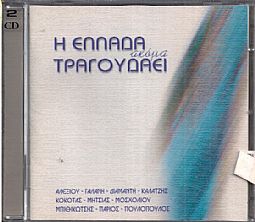 2
CD
Η ΕΛΛΑΔΑ
ακόμα
ΤΡΑΓΟΥΔΑΕΙ
ΑΛΕΞΙΟΥ - ΓΑΛΑΝΗ - ΔΙΑΜΑΝΤΗ - ΚΑΛΑΤΖΗΣ
ΚΟΚΟΤΑΣ - ΜΗΤΣΙΑΣ - ΜΟΣΧΟΛΙΟΥ
ΜΠΙΘΙΚΩΤΣΗΣ - ΠΑΡΙΟΣ - ΠΟΥΛΟΠΟΥΛΟΣ